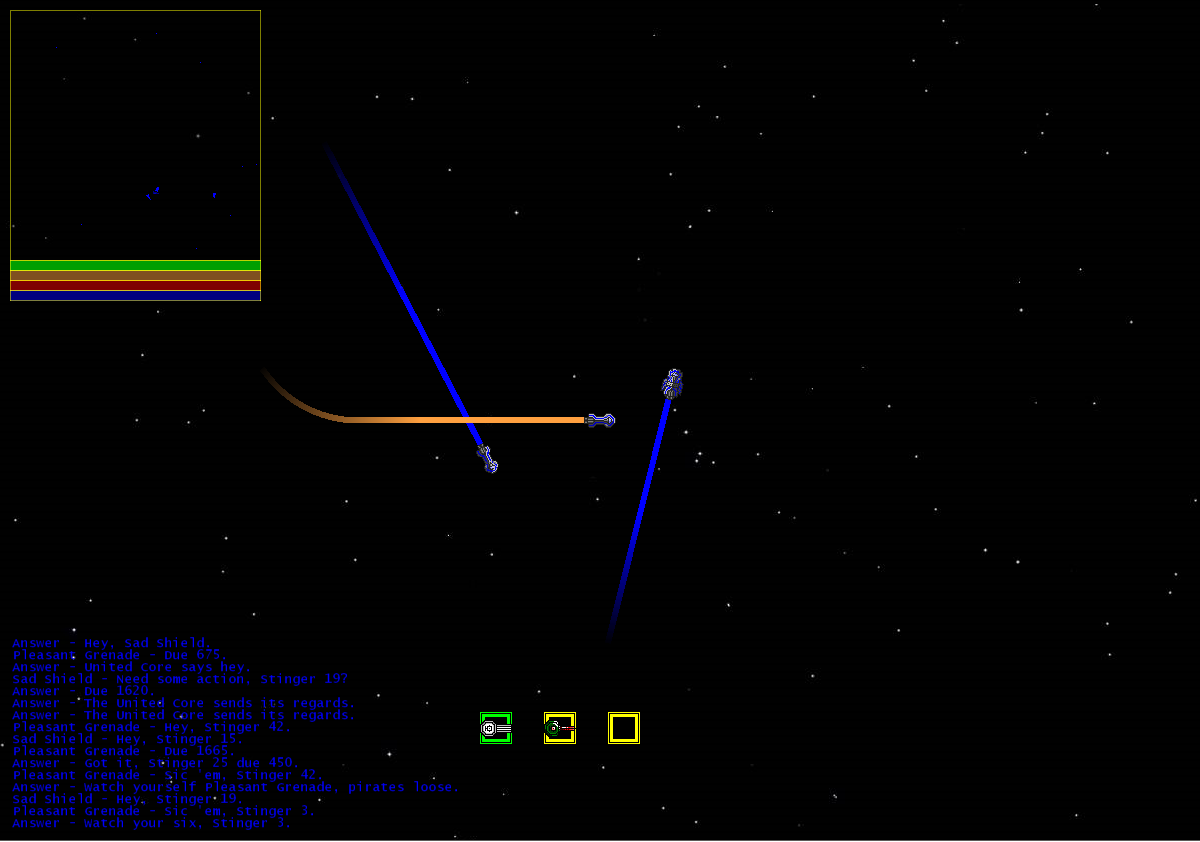 Answer - Hey, Sad Shield.
Pleasant Grenade - Due 675.
Answer - United Core says hey.
Sad Shield - Need some action, Stinger 19?
Answer - Due 1620.
Answer - The United Core sends its regards.
Answer - The United Core sends its regards.
Pleasant Grenade - Hey, Stinger 42.
Sad Shield - Hey, Stinger 15.
Pleasant Grenade - Due 1665.
Answer - Got it, Stinger 25 due 450.
Pleasant Grenade - Sic 'em, Stinger 42.
Answer - Watch yourself Pleasant Grenade, pirates loose.
Sad Shield - Hey, Stinger 19.
Pleasant Grenade - Sic 'em, Stinger 3.
Answer - Watch your six, Stinger 3.